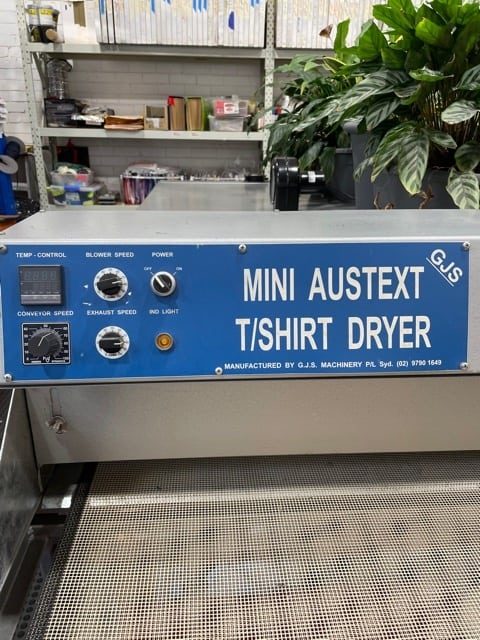 TEMP - CONTROL
BLOWER SPEED
POWER
OFF
ON
CONVEYOR SPEED
EXHAUST SPEED
IND LIGHT
GJS
MINI AUSTEXT
T/SHIRT DRYER
MANUFACTURED BY G.J.S. MACHINERY P/L Syd. (02) 9790 1649